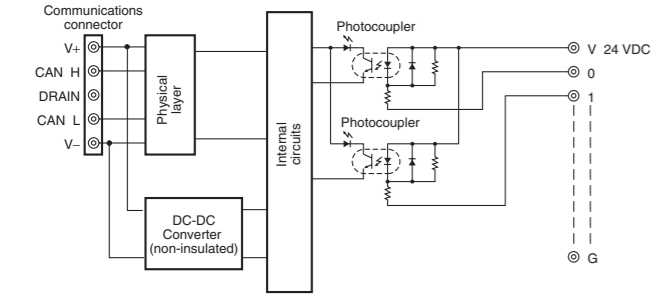 Communications
connector
V+
CAN H
DRAIN
CAN L
V−
Physical
layer
DC-DC
Converter
(non-insulated)
Internal
circuits
Photocoupler
Photocoupler
V 24 VDC
0
1
G